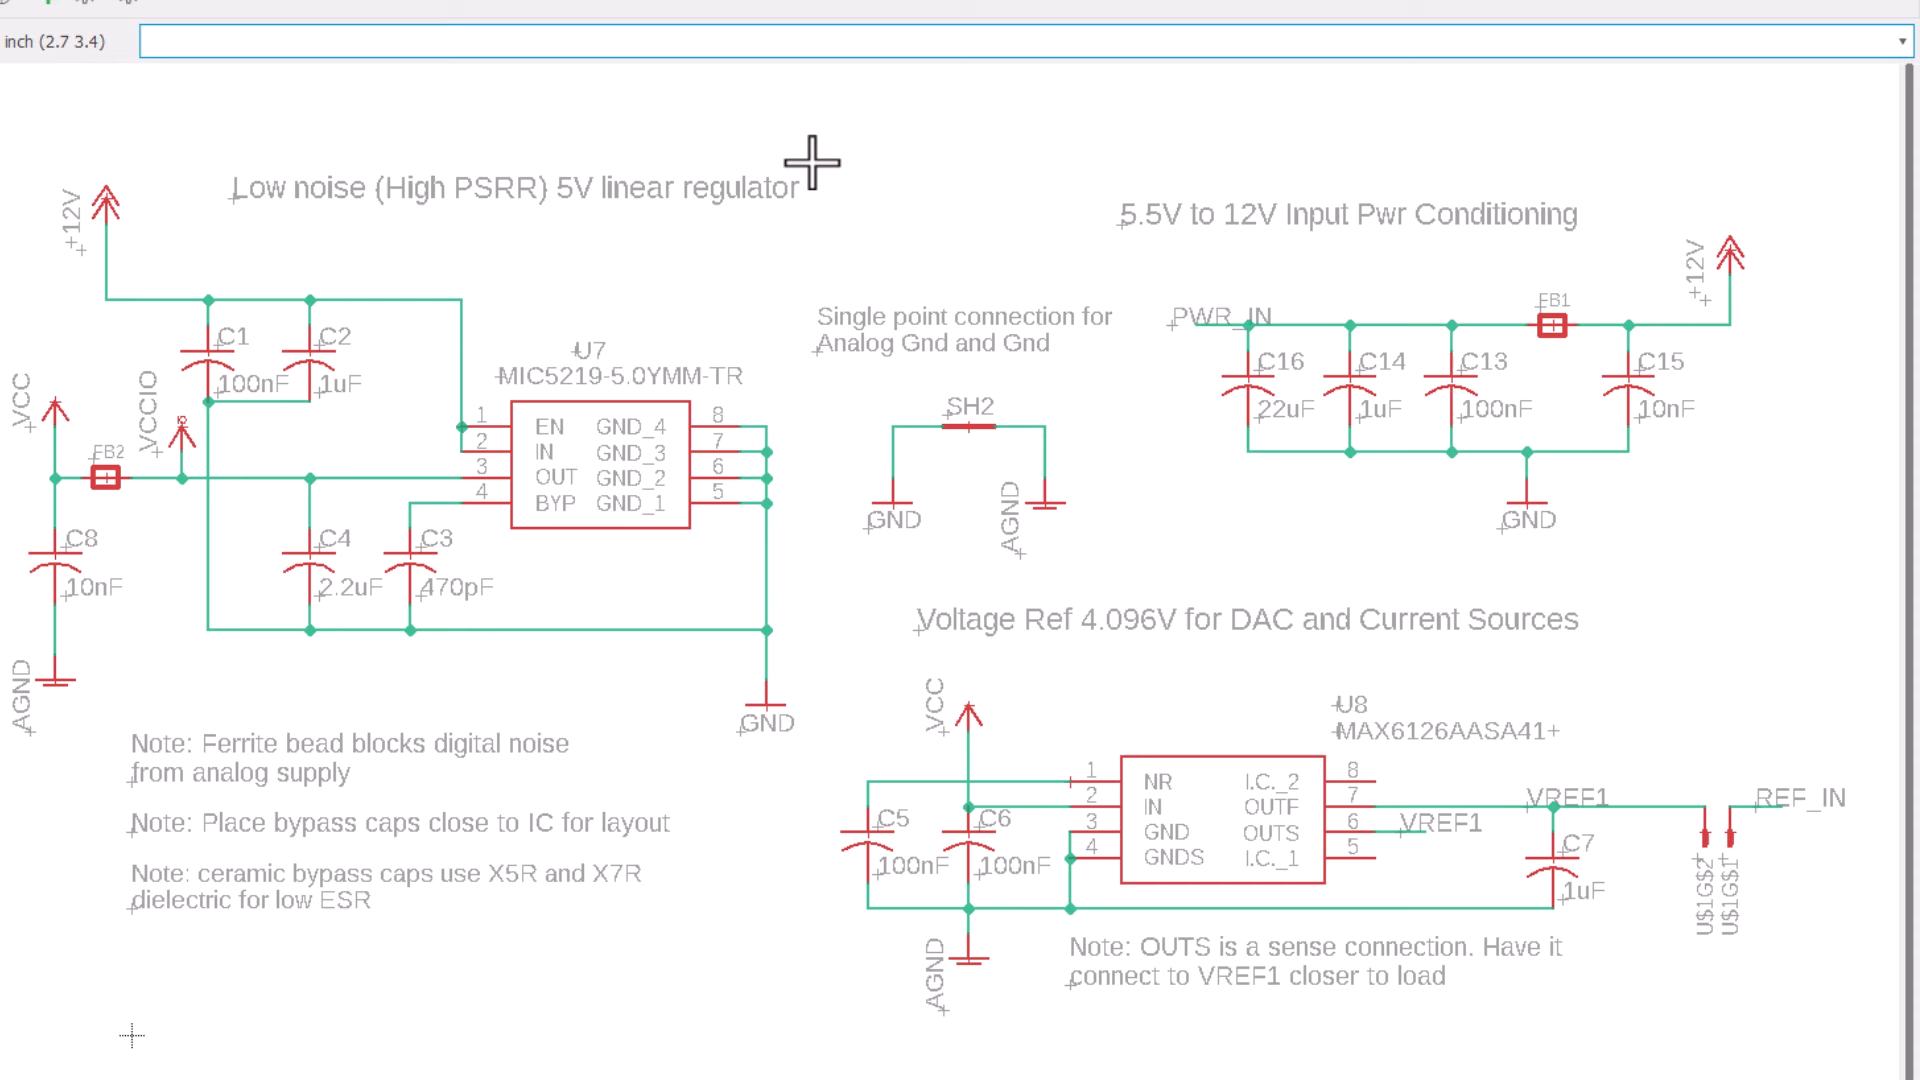 inch (2.7 3.4)
Low noise (High PSRR) 5V linear regulator
+12V
C1
100nF
C2
1uF
VCC
VCCIO
FB2
C8
10nF
AGND
C4
2.2uF
C3
470pF
U7
MIC5219-5.0YMM-TR
1 EN GND_4 8
2 IN GND_3 7
3 OUT GND_2 6
4 BYP GND_1 5
GND
Note: Ferrite bead blocks digital noise
from analog supply
Note: Place bypass caps close to IC for layout
Note: ceramic bypass caps use X5R and X7R
dielectric for low ESR
Single point connection for
Analog Gnd and Gnd
SH2
GND
AGND
5.5V to 12V Input Pwr Conditioning
PWR_IN
FB1
+12V
C16
22uF
C14
1uF
C13
100nF
C15
10nF
GND
Voltage Ref 4.096V for DAC and Current Sources
VCC
U8
MAX6126AASA41+
1 NR I.C._2 8
2 IN OUTF 7
3 GND OUTS 6
4 GNDS I.C._1 5
C5
100nF
C6
100nF
VREF1
VREF1
REF_IN
C7
1uF
U$1G$2
U$1G$1
AGND
Note: OUTS is a sense connection. Have it
connect to VREF1 closer to load